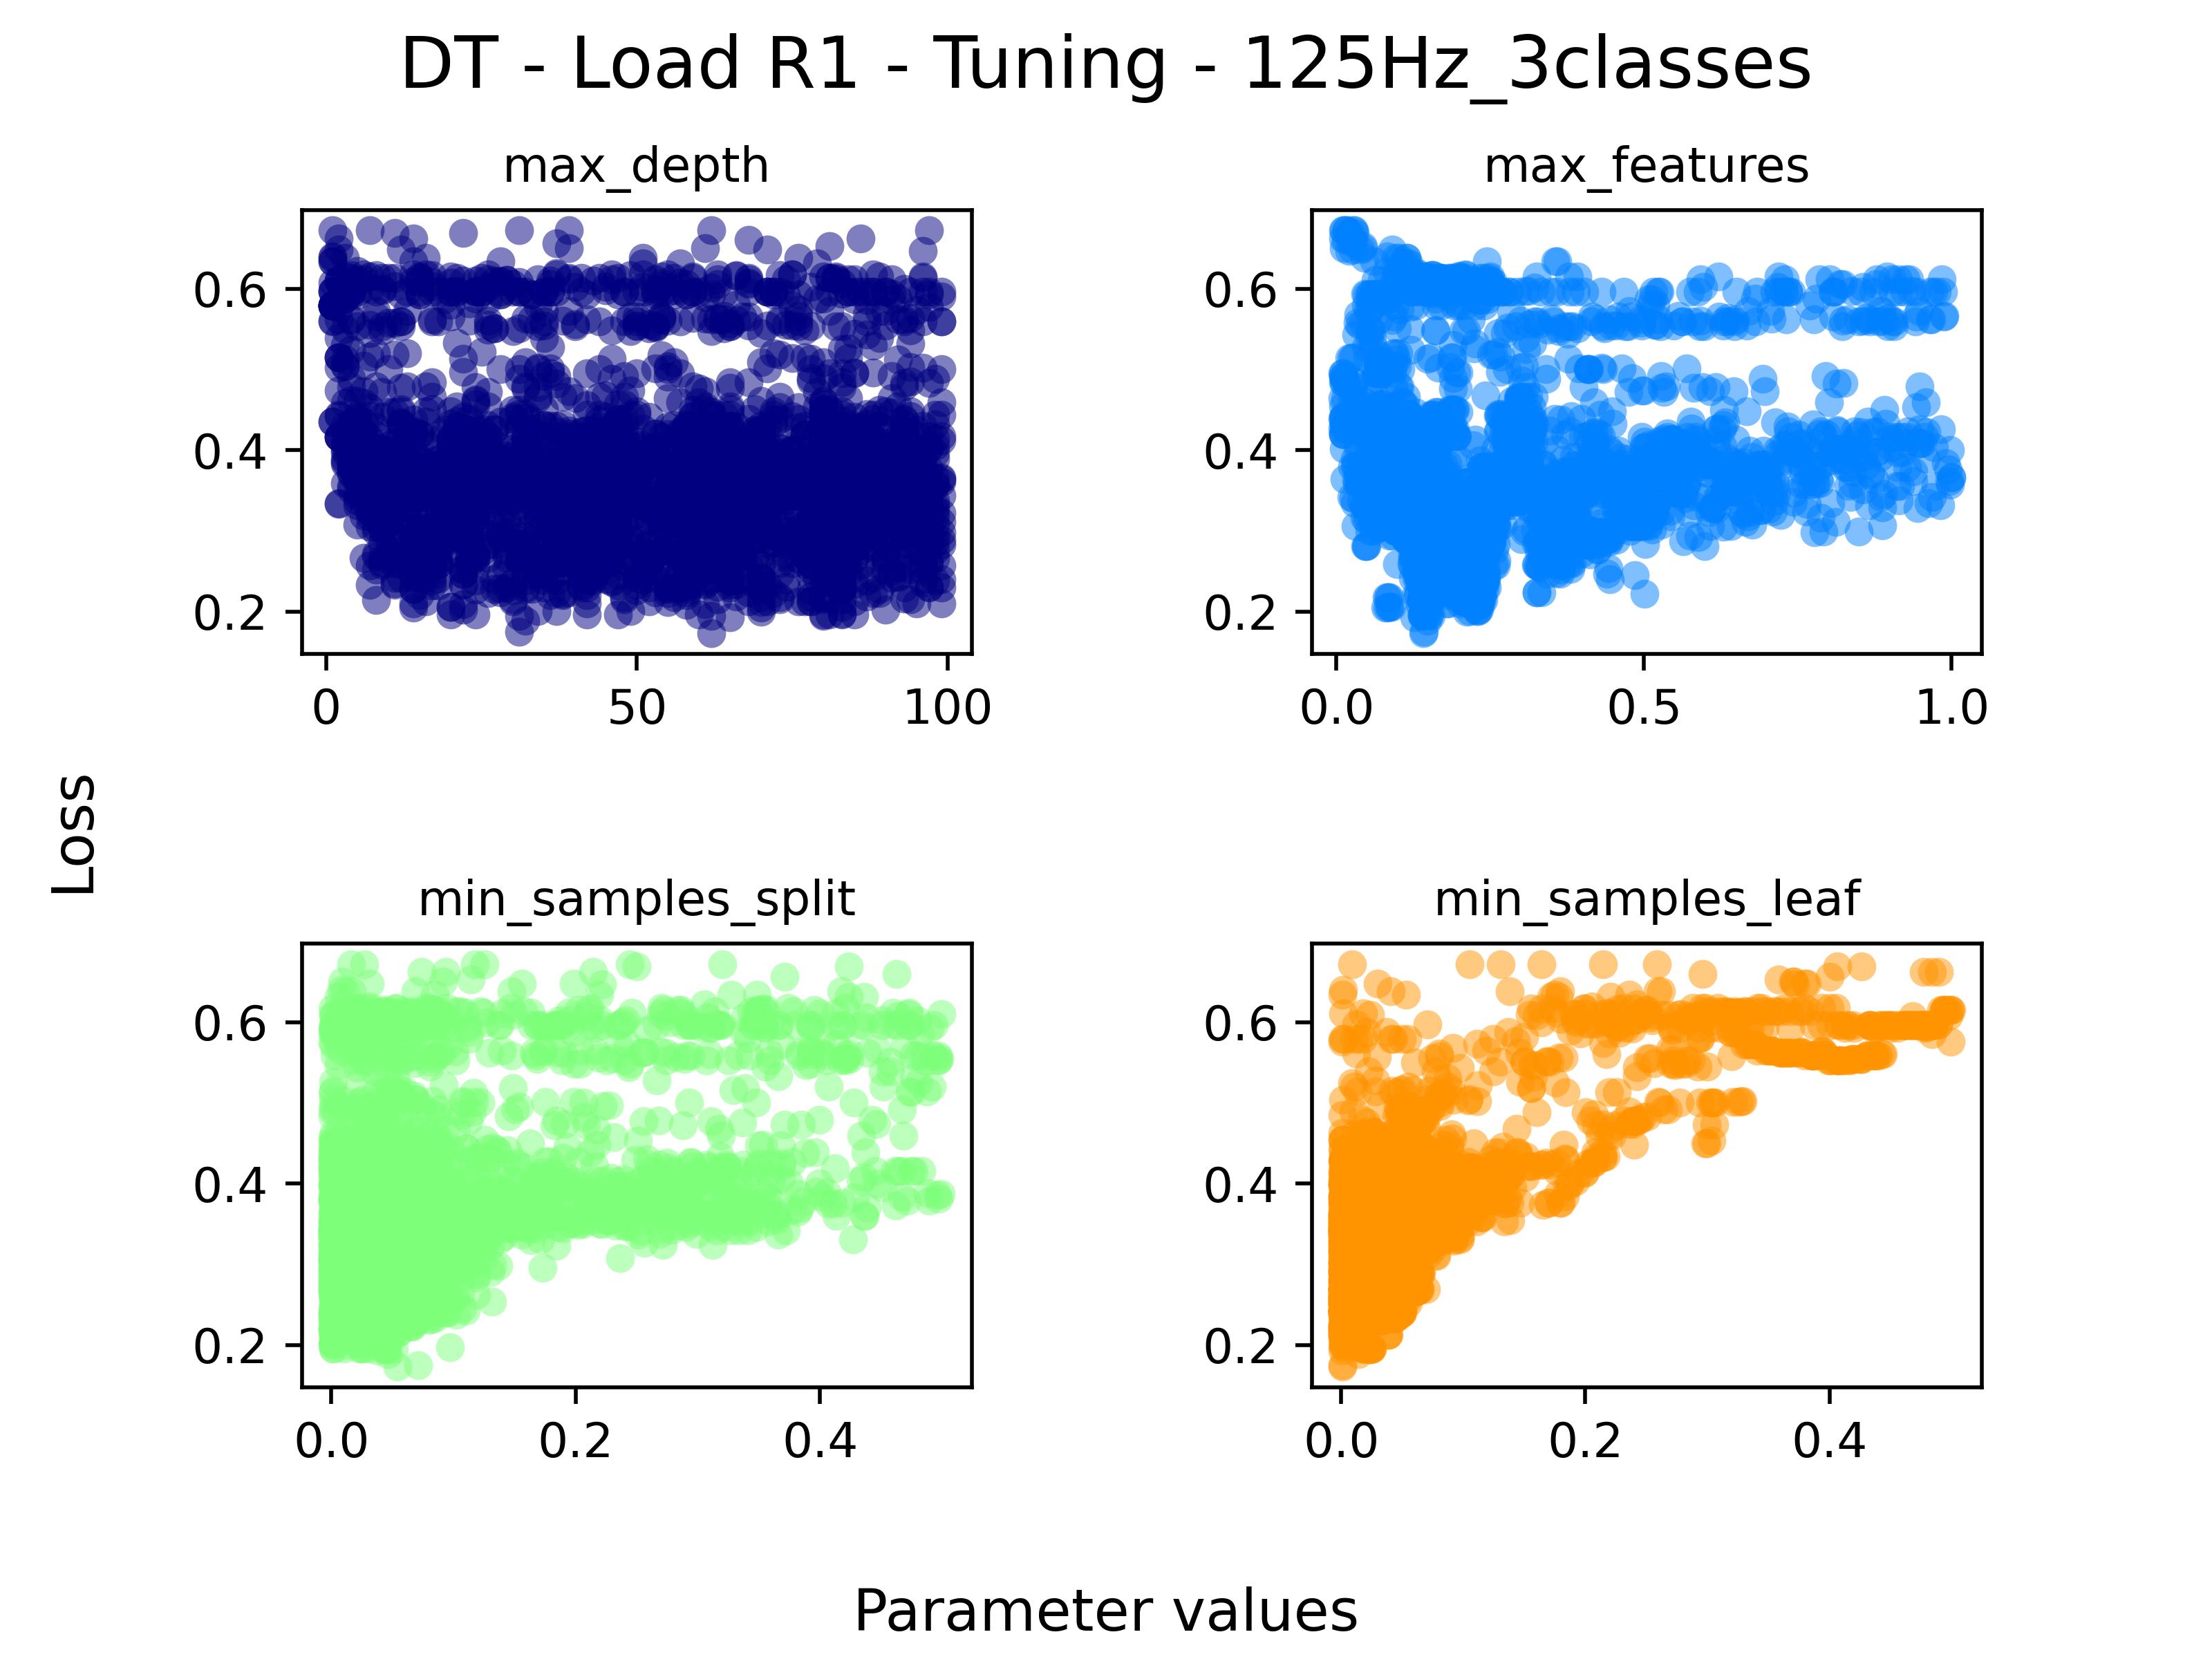 DT - Load R1 - Tuning - 125Hz_3classes
max_depth
0.6
0.4
0.2
0 50 100
max_features
0.6
0.4
0.2
0.0 0.5 1.0
Loss
min_samples_split
0.6
0.4
0.2
0.0 0.2 0.4
min_samples_leaf
0.6
0.4
0.2
0.0 0.2 0.4
Parameter values